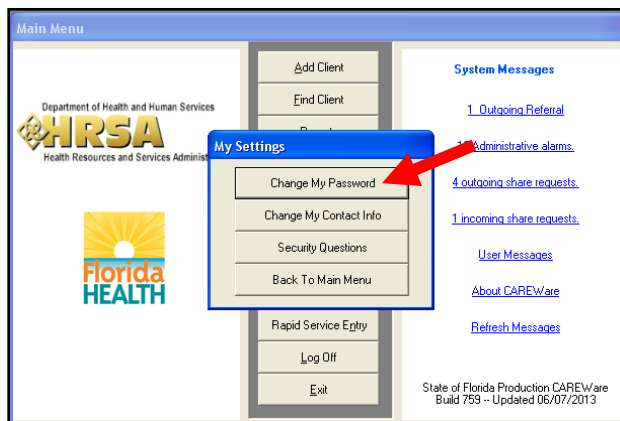 Main Menu
Department of Health and Human Services
HRSA
Health Resources and Services Administ
Florida
HEALTH
Add Client
Find Client
My Settings
Change My Password
Change My Contact Info
Security Questions
Back To Main Menu
Rapid Service Entry
Log Off
Exit
System Messages
1 Outgoing Referral
Administrative alarms.
4 outgoing share requests.
1 incoming share requests.
User Messages
About CAREWare
Refresh Messages
State of Florida Production CAREWare
Build 759 -- Updated 06/07/2013